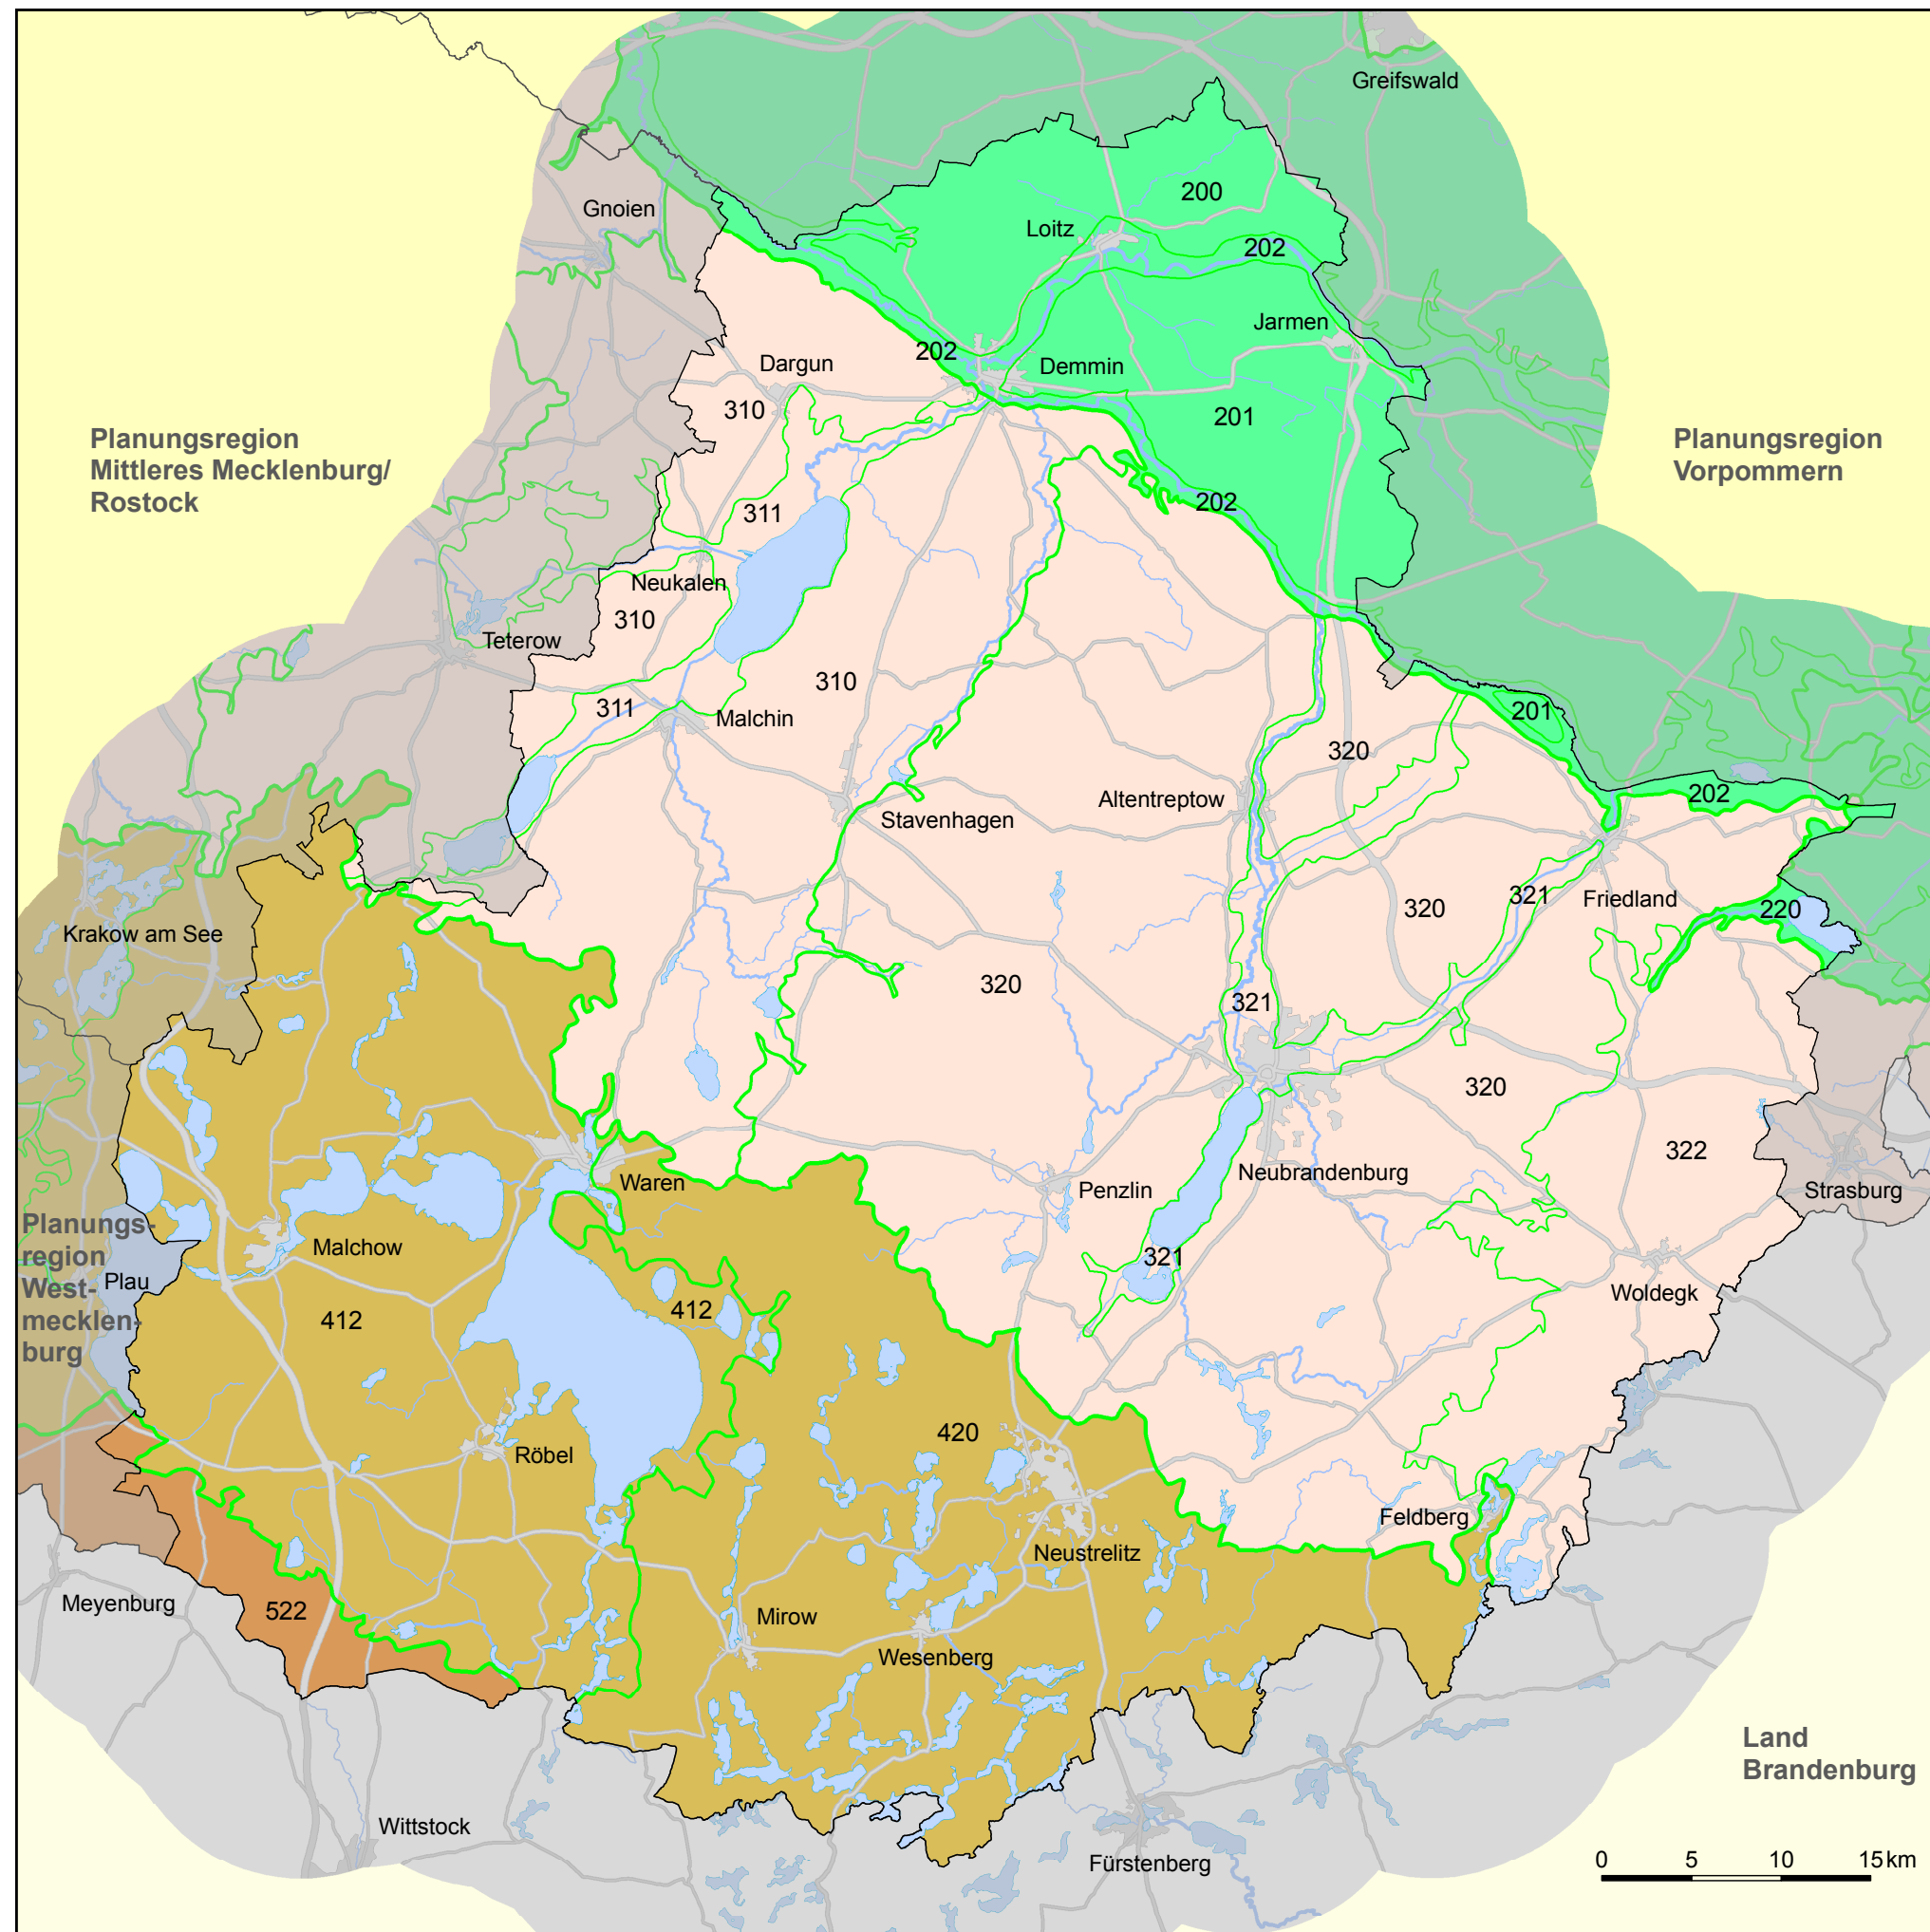 Greifswald
200
Gnoien
Loitz
202
Jarmen
202
Dargun
Demmin
310
201
Planungsregion
Mittleres Mecklenburg/
Rostock
Planungsregion
Vorpommern
202
311
Neukalen
310
Teterow
310
311
Malchin
201
320
202
Altentreptow
Stavenhagen
321
Friedland
320
220
Krakow am See
320
321
320
322
Neubrandenburg
Waren
Penzlin
Strasburg
Planungs-
region
West-
mecklen-
burg
Malchow
321
Plau
Woldegk
412
412
420
Röbel
Feldberg
Neustrelitz
Meyenburg
522
Mirow
Wesenberg
Land
Brandenburg
Wittstock
Fürstenberg
0 5 10 15 km